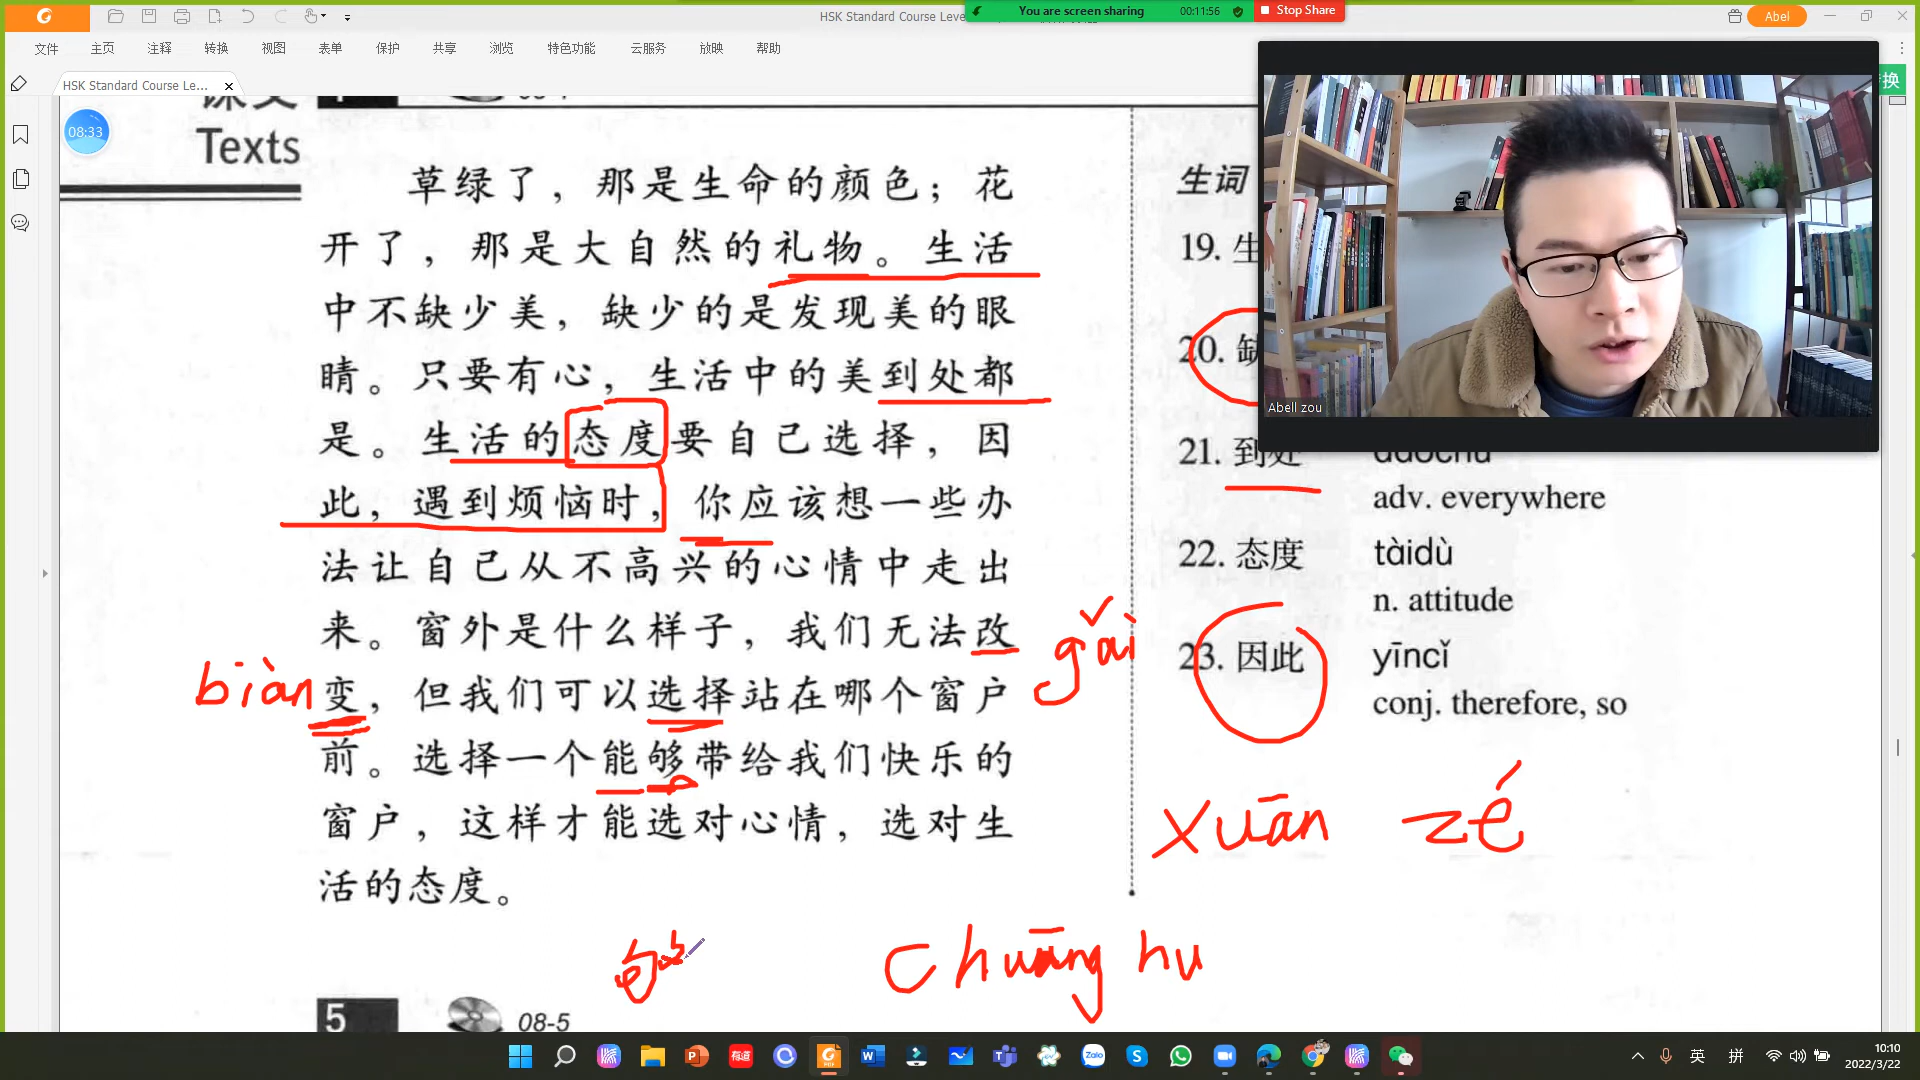 HSK Standard Course Leve
You are screen sharing
00:11:56
Stop Share
Abel
文件 主页 注释 转换 视图 表单 保护 共享 浏览 特色功能 云服务 放映 帮助
HSK Standard Course Le...
换
08:33
课文
Texts
草绿了，那是生命的颜色；花
开了，那是大自然的礼物。生活
中不缺少美，缺少的是发现美的眼
睛。只要有心，生活中的美到处都
是。生活的态度要自己选择，因
此，遇到烦恼时，你应该想一些办
法让自己从不高兴的心情中走出
来。窗外是什么样子，我们无法改
变，但我们可以选择站在哪个窗户
前。选择一个能够带给我们快乐的
窗户，这样才能选对心情，选对生
活的态度。
biàn
gǎi
生词
19. 生
20. 缺
21. 到处
adv. everywhere
22. 态度 tàidù
n. attitude
23. 因此 yīncǐ
conj. therefore, so
xuān zé
chuāng hu
5
08-5
Abell zou
英 拼
10:10
2022/3/22